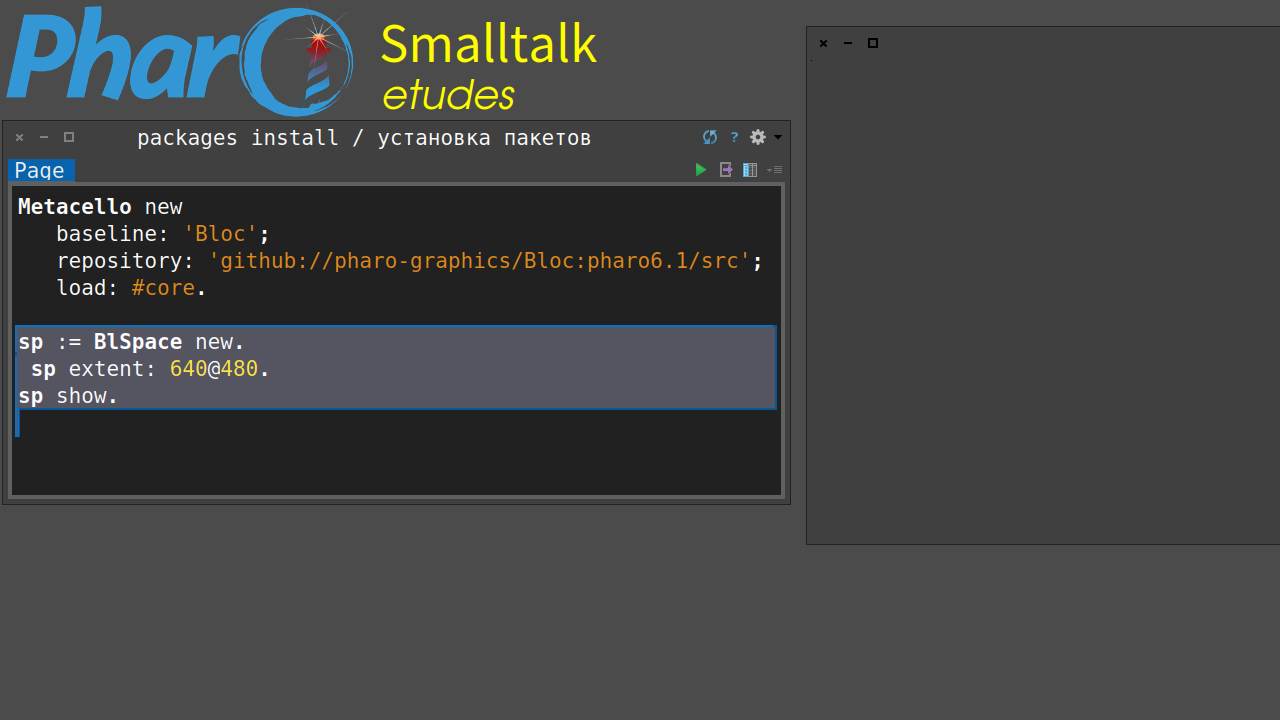 Pharo
Smalltalk
etudes
packages install / установка пакетов
?
Page
Metacello new
   baseline: 'Bloc';
   repository: 'github://pharo-graphics/Bloc:pharo6.1/src';
   load: #core.
sp := BlSpace new.
 sp extent: 640@480.
sp show.